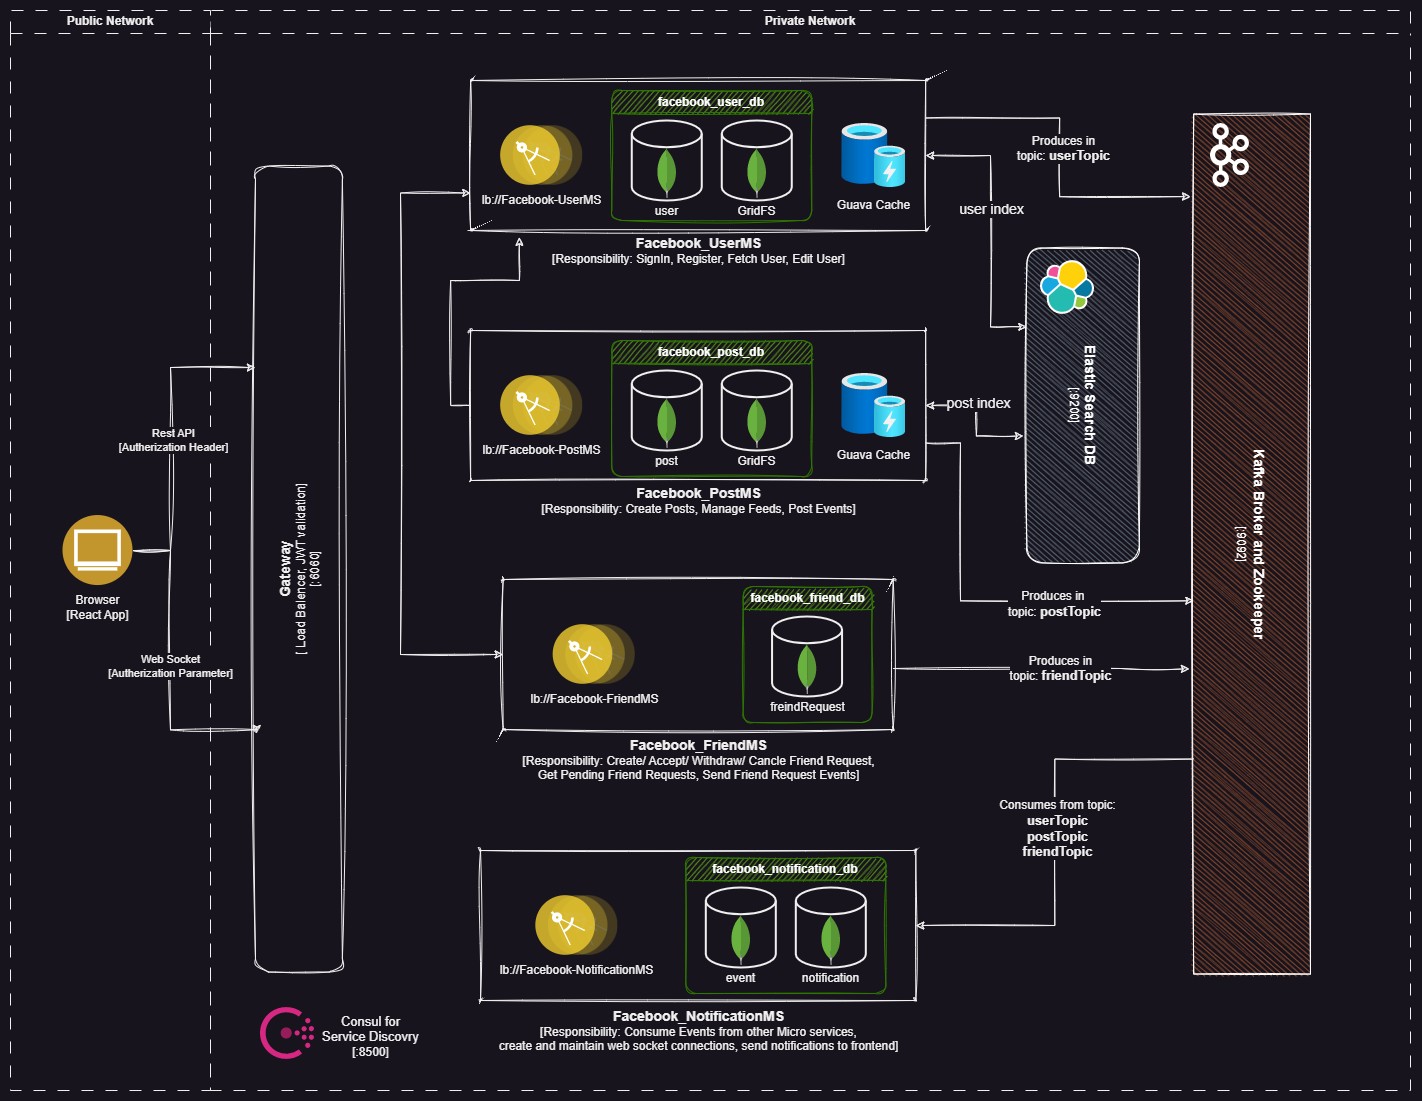 Public Network
Private Network
facebook_user_db
lb://Facebook-UserMS
user
GridFS
Guava Cache
Facebook_UserMS
[Responsibility: SignIn, Register, Fetch User, Edit User]
Produces in
topic: userTopic
user index
facebook_post_db
lb://Facebook-PostMS
post
GridFS
Guava Cache
Facebook_PostMS
[Responsibility: Create Posts, Manage Feeds, Post Events]
post index
Elastic Search DB
[:9200]
Kafka Broker and Zookeeper
[:9092]
Rest API
[Autherization Header]
Browser
[React App]
Web Socket
[Autherization Parameter]
Gateway
[ Load Balencer, JWT validation]
[:6060]
Produces in
topic: postTopic
facebook_friend_db
lb://Facebook-FriendMS
freindRequest
Facebook_FriendMS
[Responsibility: Create/ Accept/ Withdraw/ Cancle Friend Request,
Get Pending Friend Requests, Send Friend Request Events]
Produces in
topic: friendTopic
Consumes from topic:
userTopic
postTopic
friendTopic
facebook_notification_db
lb://Facebook-NotificationMS
event
notification
Facebook_NotificationMS
[Responsibility: Consume Events from other Micro services,
create and maintain web socket connections, send notifications to frontend]
Consul for
Service Discovry
[:8500]